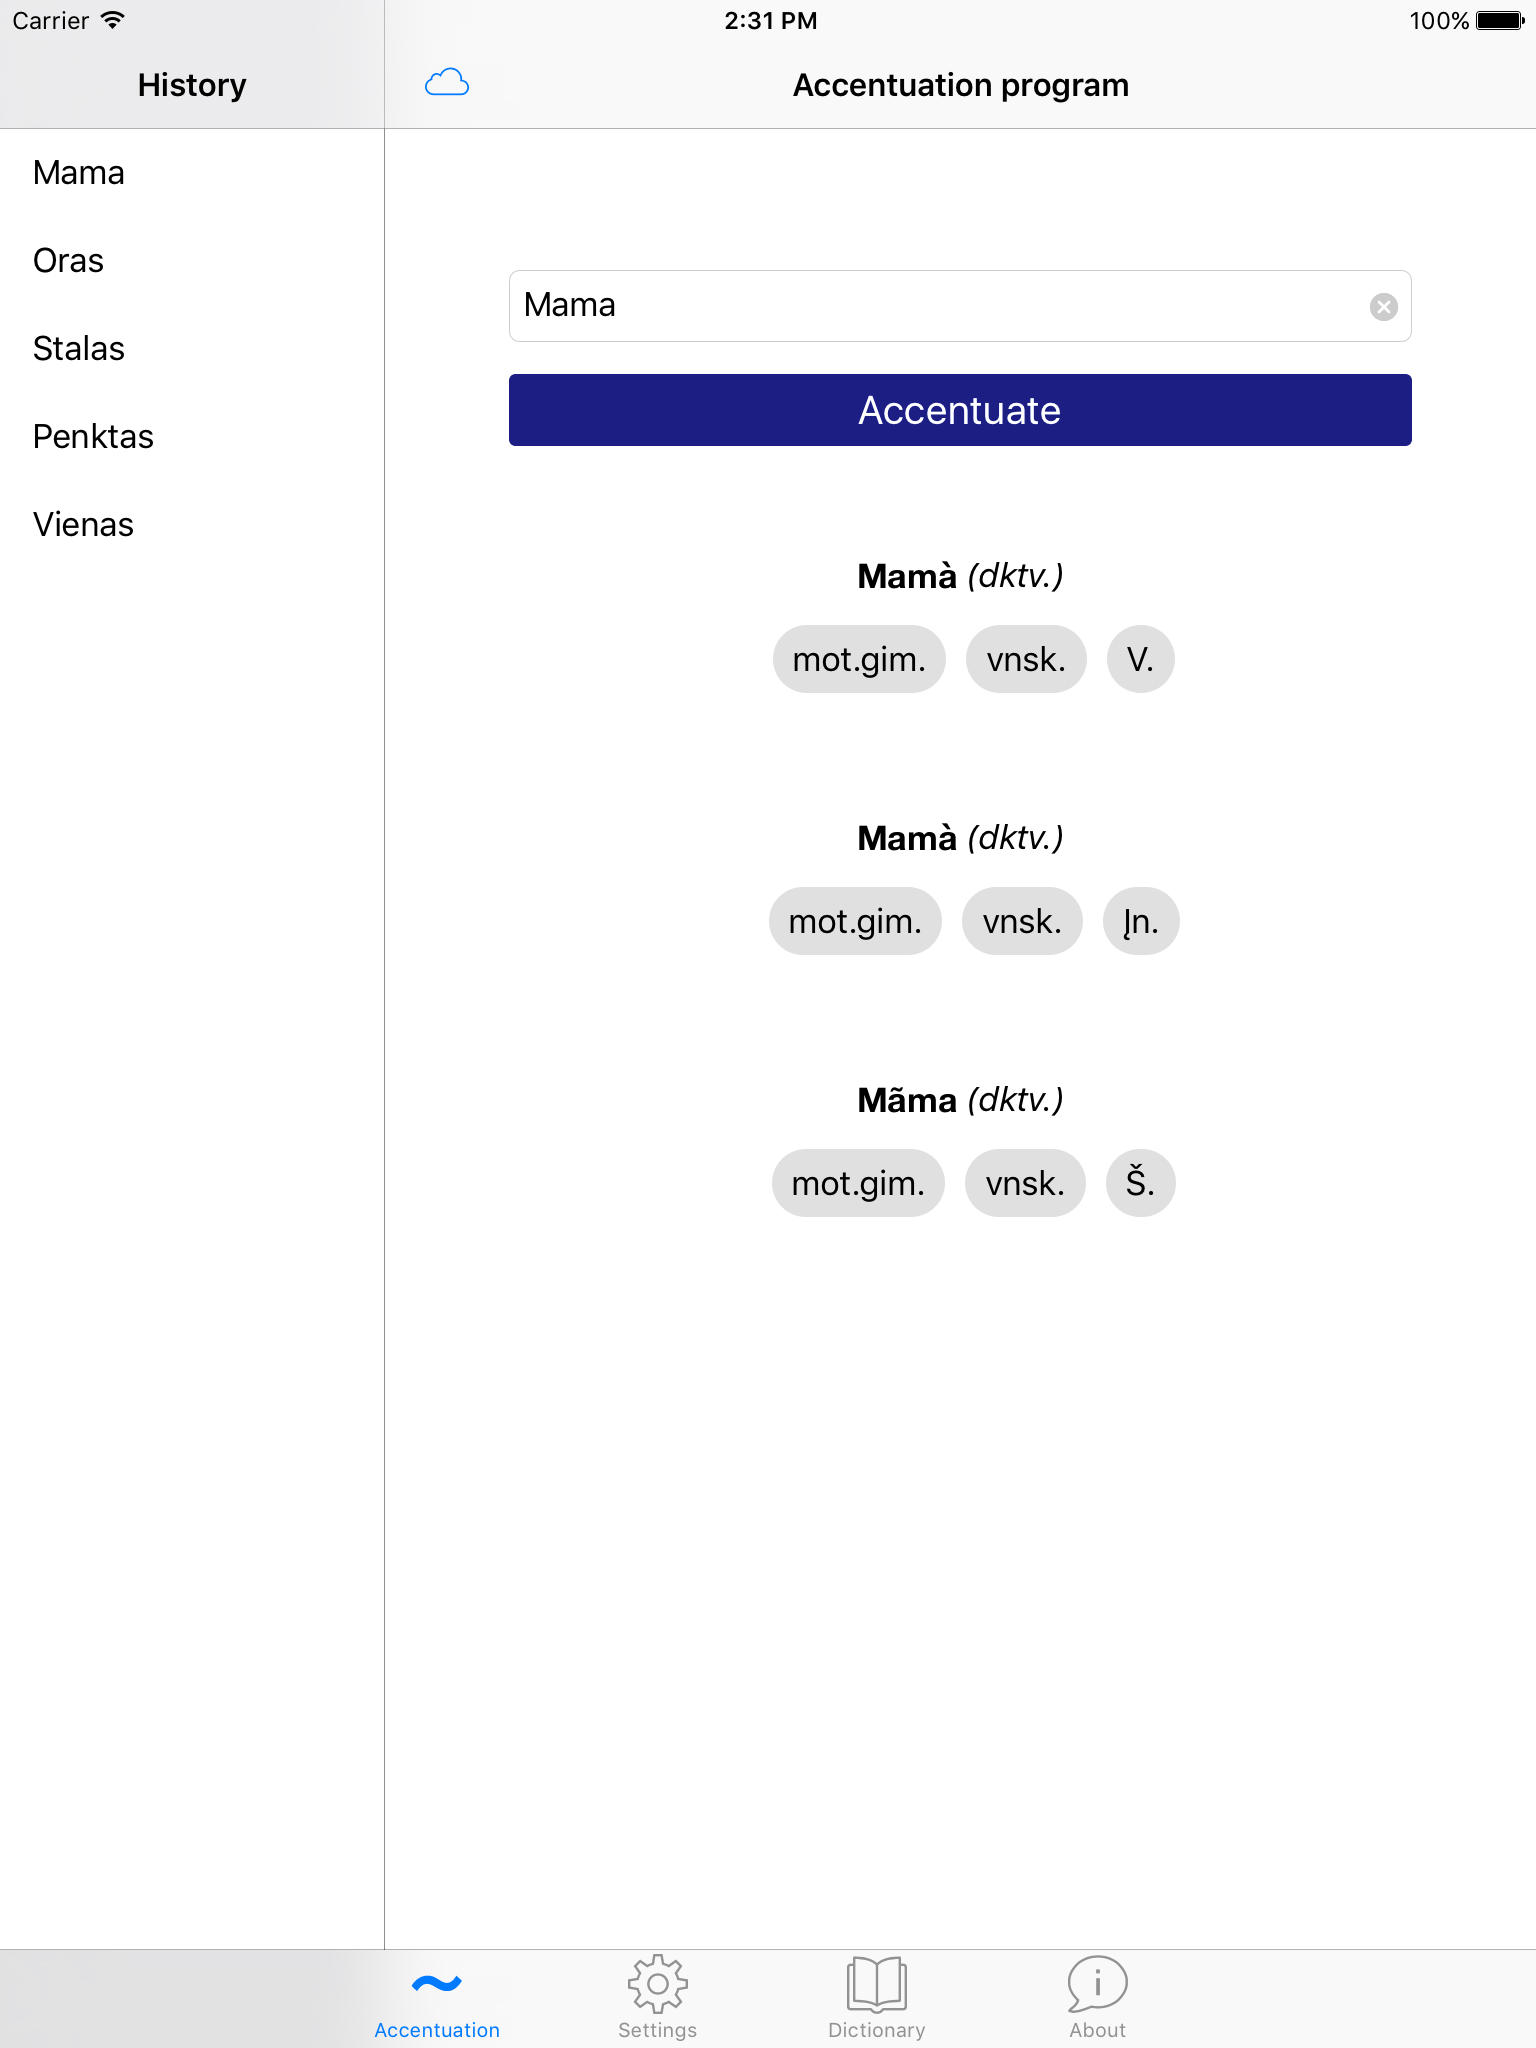 Carrier 2:31 PM 100%
History
Accentuation program
Mama
Oras
Stalas
Penktas
Vienas
Mama
Accentuate
Mamà (dktv.)
mot.gim. vnsk. V.
Mamà (dktv.)
mot.gim. vnsk. Įn.
Mãma (dktv.)
mot.gim. vnsk. Š.
Accentuation Settings Dictionary About